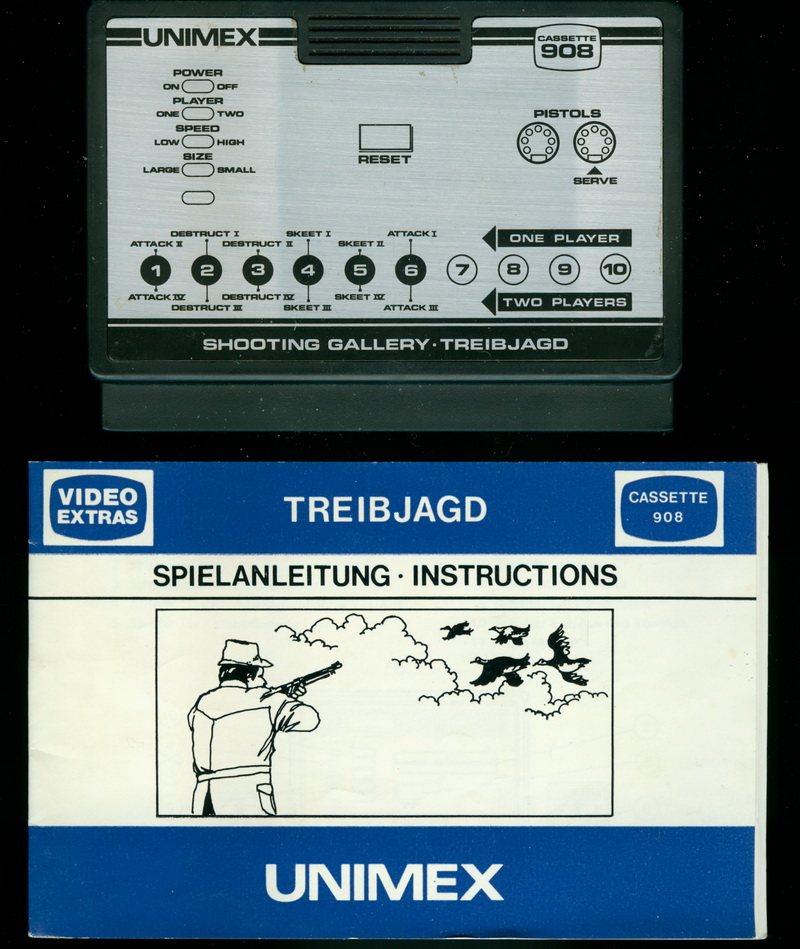 UNIMEX
CASSETTE
908
POWER
ON OFF
PLAYER
ONE TWO
SPEED
LOW HIGH
SIZE
LARGE SMALL
RESET
PISTOLS
SERVE
DESTRUCT I SKEET I ATTACK I
ATTACK II DESTRUCT II SKEET II
ONE PLAYER
1 2 3 4 5 6 7 8 9 10
ATTACK IV DESTRUCT IV SKEET IV
DESTRUCT III SKEET III ATTACK III
TWO PLAYERS
SHOOTING GALLERY·TREIBJAGD
VIDEO
EXTRAS
TREIBJAGD
CASSETTE
908
SPIELANLEITUNG · INSTRUCTIONS
UNIMEX